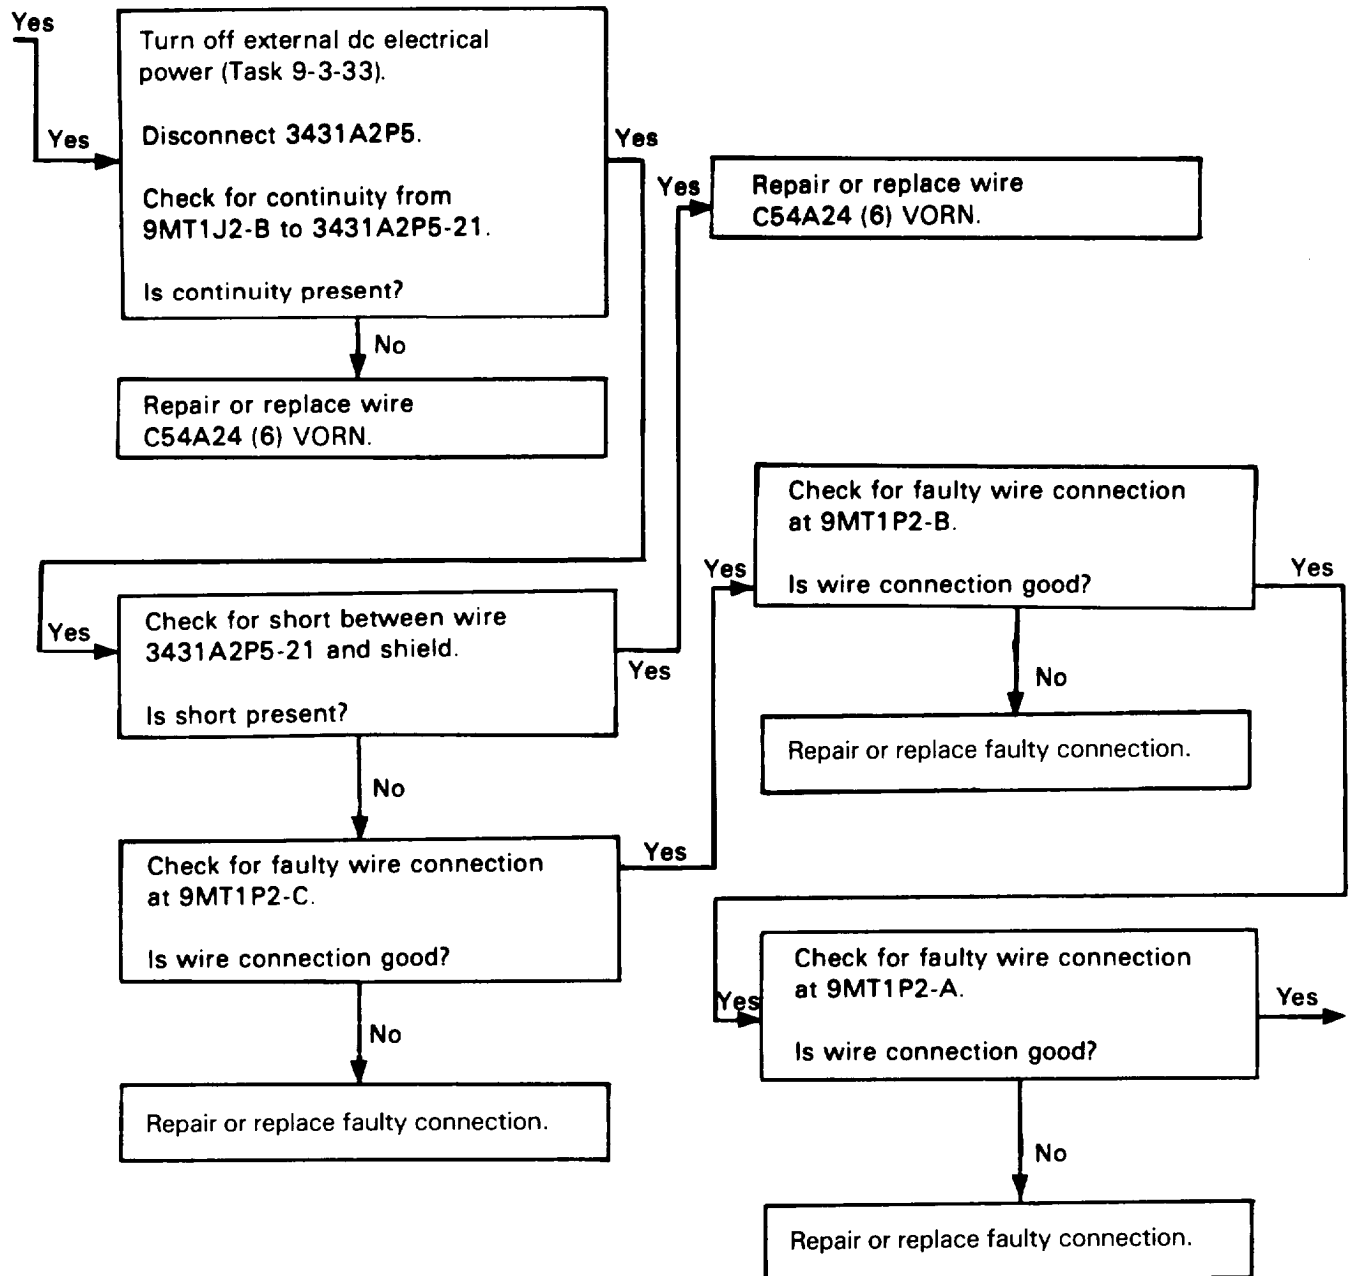 Yes
Turn off external dc electrical
power (Task 9-3-33).
Disconnect 3431A2P5.
Check for continuity from
9MT1J2-B to 3431A2P5-21.
Is continuity present?
Yes
Yes
No
Repair or replace wire
C54A24 (6) VORN.
Yes
Check for short between wire
3431A2P5-21 and shield.
Is short present?
Yes
Yes
Repair or replace wire
C54A24 (6) VORN.
No
Check for faulty wire connection
at 9MT1P2-C.
Is wire connection good?
Yes
No
Repair or replace faulty connection.
Yes
Check for faulty wire connection
at 9MT1P2-B.
Is wire connection good?
Yes
No
Repair or replace faulty connection.
Yes
Check for faulty wire connection
at 9MT1P2-A.
Is wire connection good?
Yes
No
Repair or replace faulty connection.